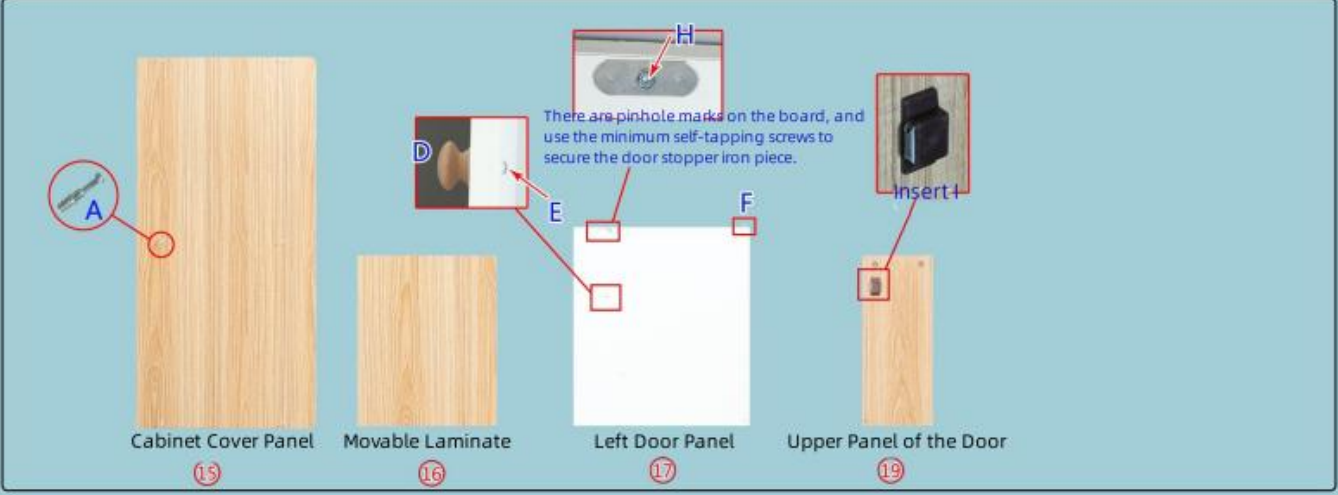 H
There are pinhole marks on the board, and
use the minimum self-tapping screws to
secure the door stopper iron piece.
D
E
F
Insert I
A
Cabinet Cover Panel
Movable Laminate
Left Door Panel
Upper Panel of the Door
15
16
17
19